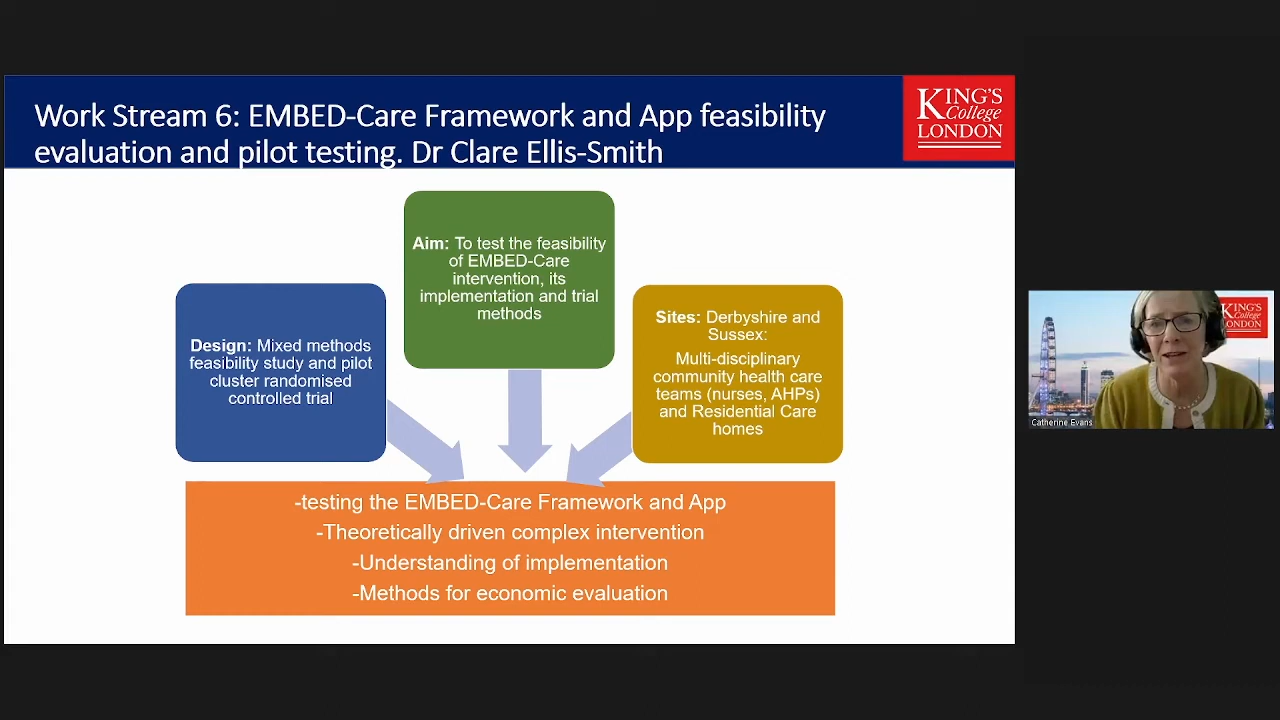 Work Stream 6: EMBED-Care Framework and App feasibility
evaluation and pilot testing. Dr Clare Ellis-Smith
KING'S
College
LONDON
Aim: To test the feasibility
of EMBED-Care
intervention, its
implementation and trial
methods
Design: Mixed methods
feasibility study and pilot
cluster randomised
controlled trial
Sites: Derbyshire and
Sussex:
Multi-disciplinary
community health care
teams (nurses, AHPs)
and Residential Care
homes
-testing the EMBED-Care Framework and App
-Theoretically driven complex intervention
-Understanding of implementation
-Methods for economic evaluation
KING'S
College
LONDON
Catherine Evans